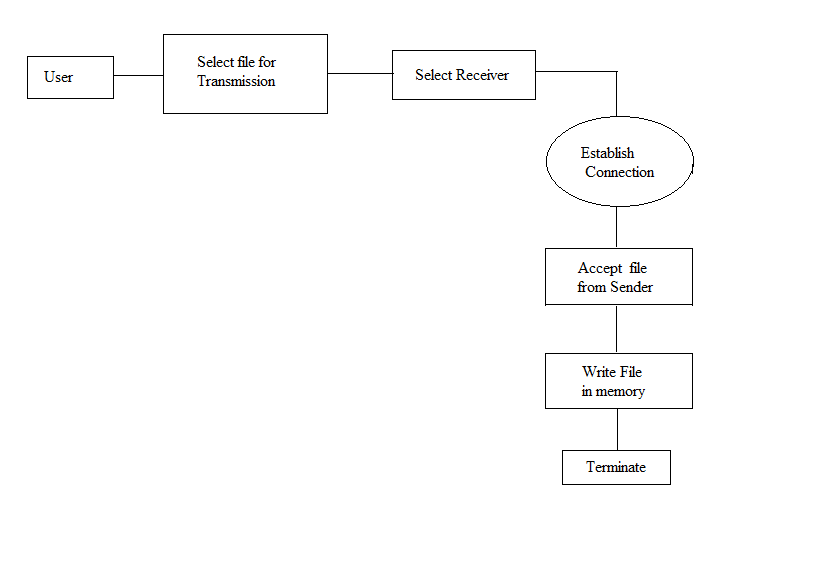 User
Select file for
Transmission
Select Receiver
Establish
Connection
Accept file
from Sender
Write File
in memory
Terminate